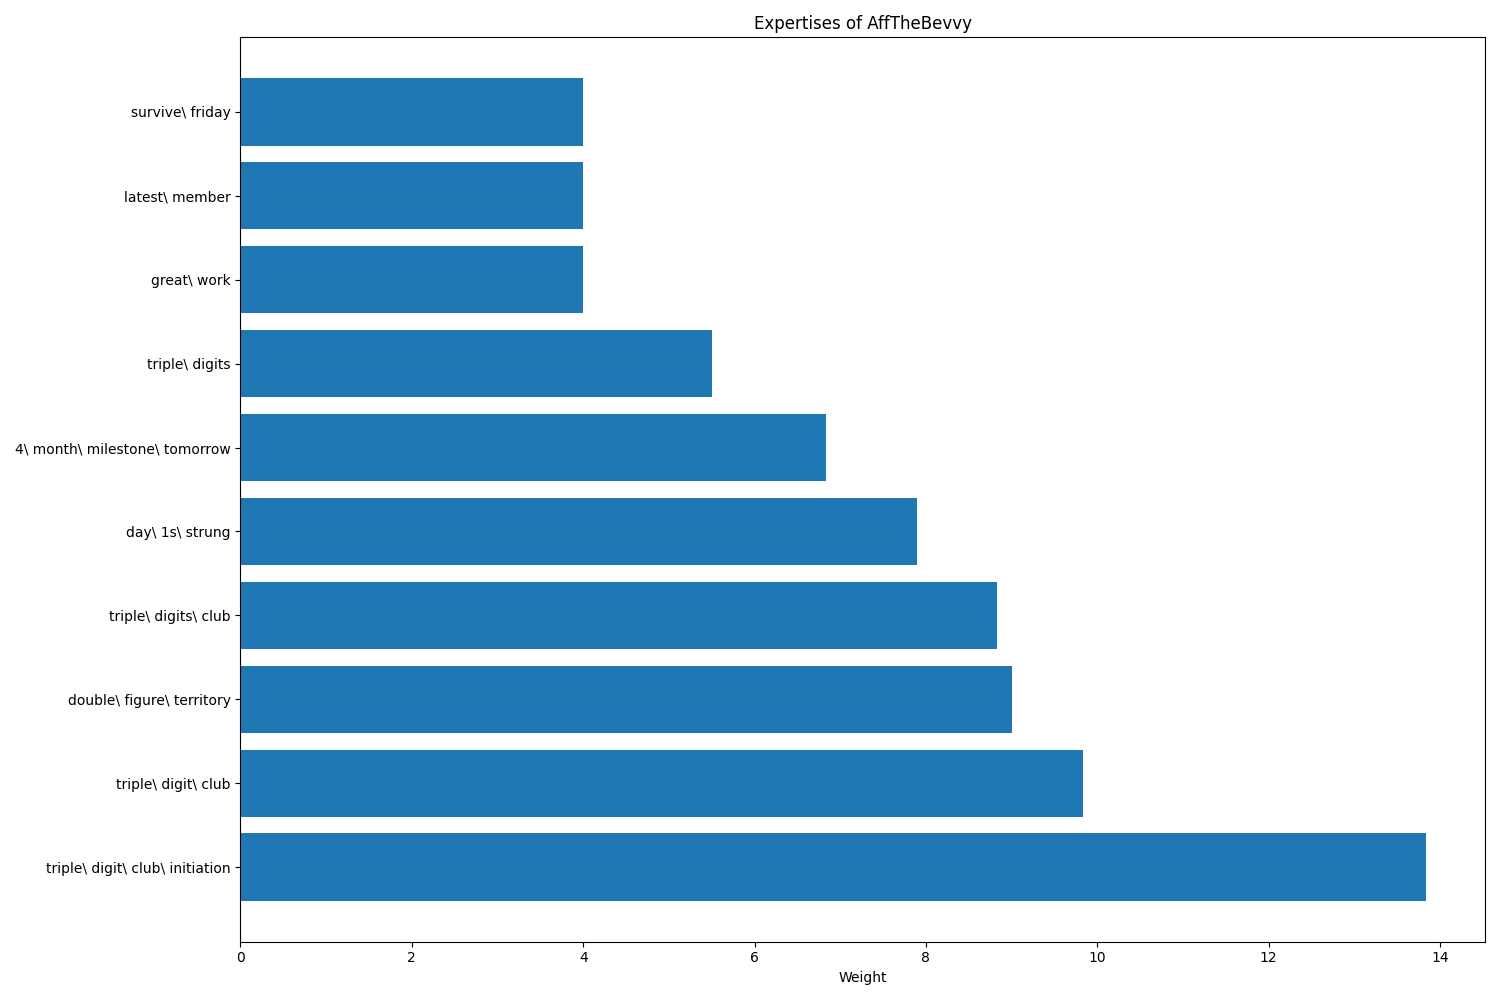 Expertises of AffTheBevvy
survive\ friday
latest\ member
great\ work
triple\ digits
4\ month\ milestone\ tomorrow
day\ 1s\ strung
triple\ digits\ club
double\ figure\ territory
triple\ digit\ club
triple\ digit\ club\ initiation
0 2 4 6 8 10 12 14
Weight